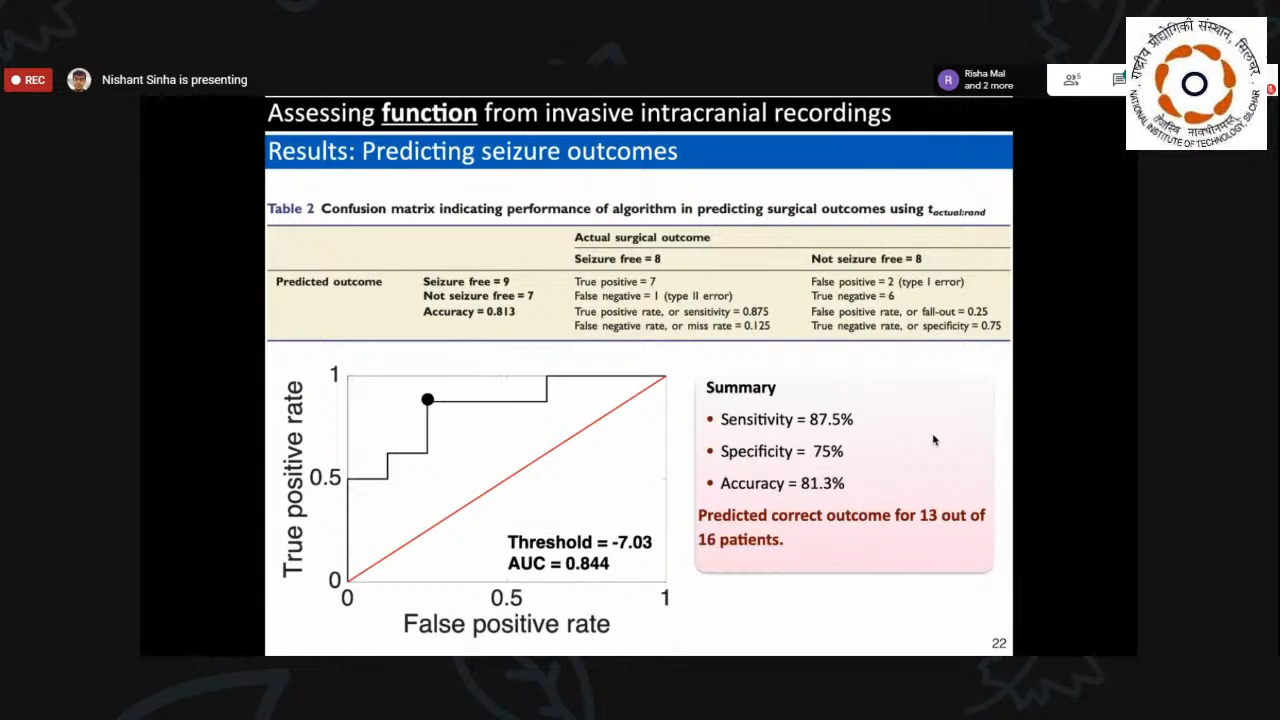 REC
Nishant Sinha is presenting
R
Risha Mal
and 2 more
6
राष्ट्रीय प्रौद्योगिकी संस्थान, सिलचर
NATIONAL INSTITUTE OF TECHNOLOGY, SILCHAR
Assessing function from invasive intracranial recordings
Results: Predicting seizure outcomes
Table 2 Confusion matrix indicating performance of algorithm in predicting surgical outcomes using tactual:rand
Actual surgical outcome
Seizure free = 8 Not seizure free = 8
Predicted outcome Seizure free = 9 True positive = 7 False positive = 2 (type I error)
Not seizure free = 7 False negative = 1 (type II error) True negative = 6
Accuracy = 0.813 True positive rate, or sensitivity = 0.875 False positive rate, or fall-out = 0.25
False negative rate, or miss rate = 0.125 True negative rate, or specificity = 0.75
True positive rate
1
0.5
0
Threshold = -7.03
AUC = 0.844
0 0.5 1
False positive rate
Summary
• Sensitivity = 87.5%
• Specificity = 75%
• Accuracy = 81.3%
Predicted correct outcome for 13 out of
16 patients.
22